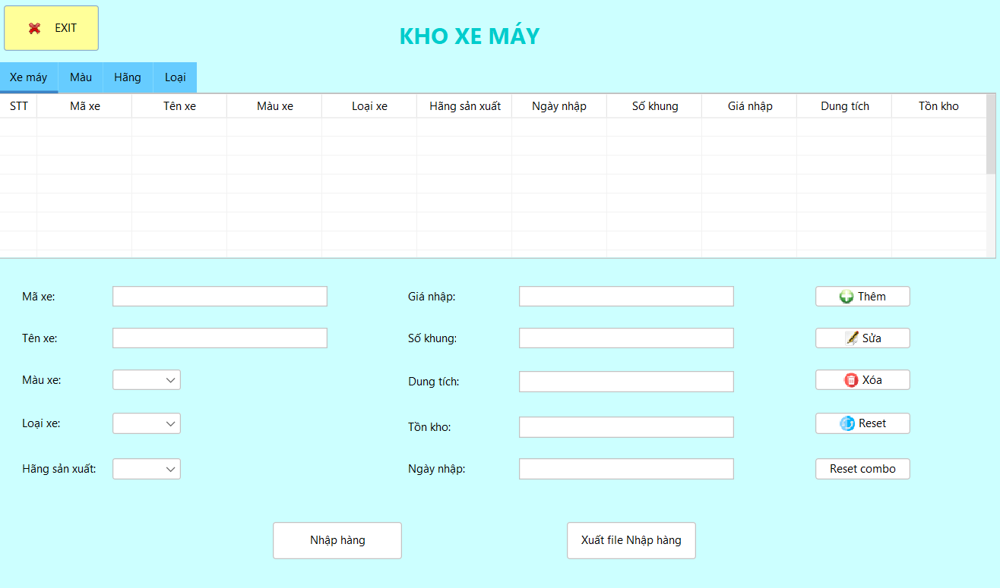 EXIT
KHO XE MÁY
Xe máy Màu Hãng Loại
STT Mã xe Tên xe Màu xe Loại xe Hãng sản xuất Ngày nhập Số khung Giá nhập Dung tích Tồn kho
Mã xe: Giá nhập: Thêm
Tên xe: Số khung: Sửa
Màu xe: Dung tích: Xóa
Loại xe: Tồn kho: Reset
Hãng sản xuất: Ngày nhập: Reset combo
Nhập hàng Xuất file Nhập hàng